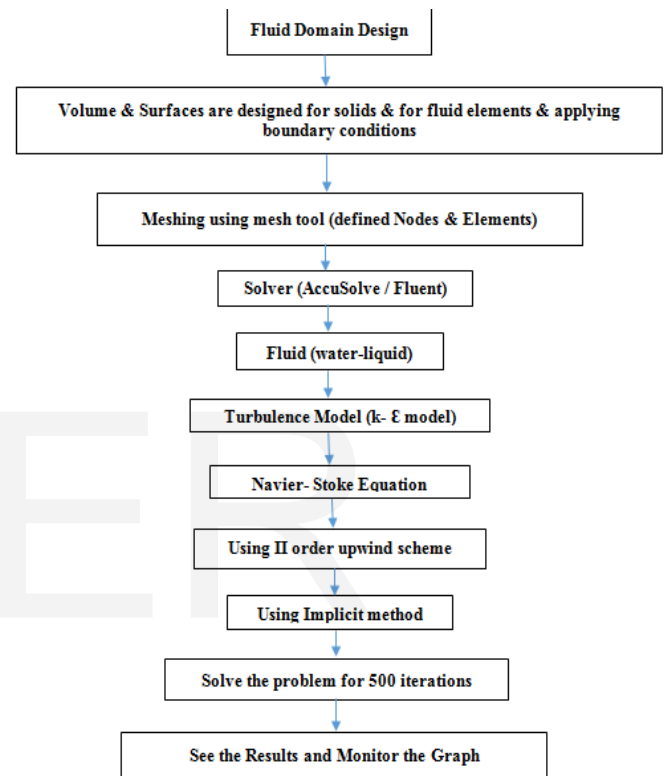 Fluid Domain Design
Volume & Surfaces are designed for solids & for fluid elements & applying
boundary conditions
Meshing using mesh tool (defined Nodes & Elements)
Solver (AccuSolve / Fluent)
Fluid (water-liquid)
Turbulence Model (k- Ɛ model)
Navier- Stoke Equation
Using II order upwind scheme
Using Implicit method
Solve the problem for 500 iterations
See the Results and Monitor the Graph
ER